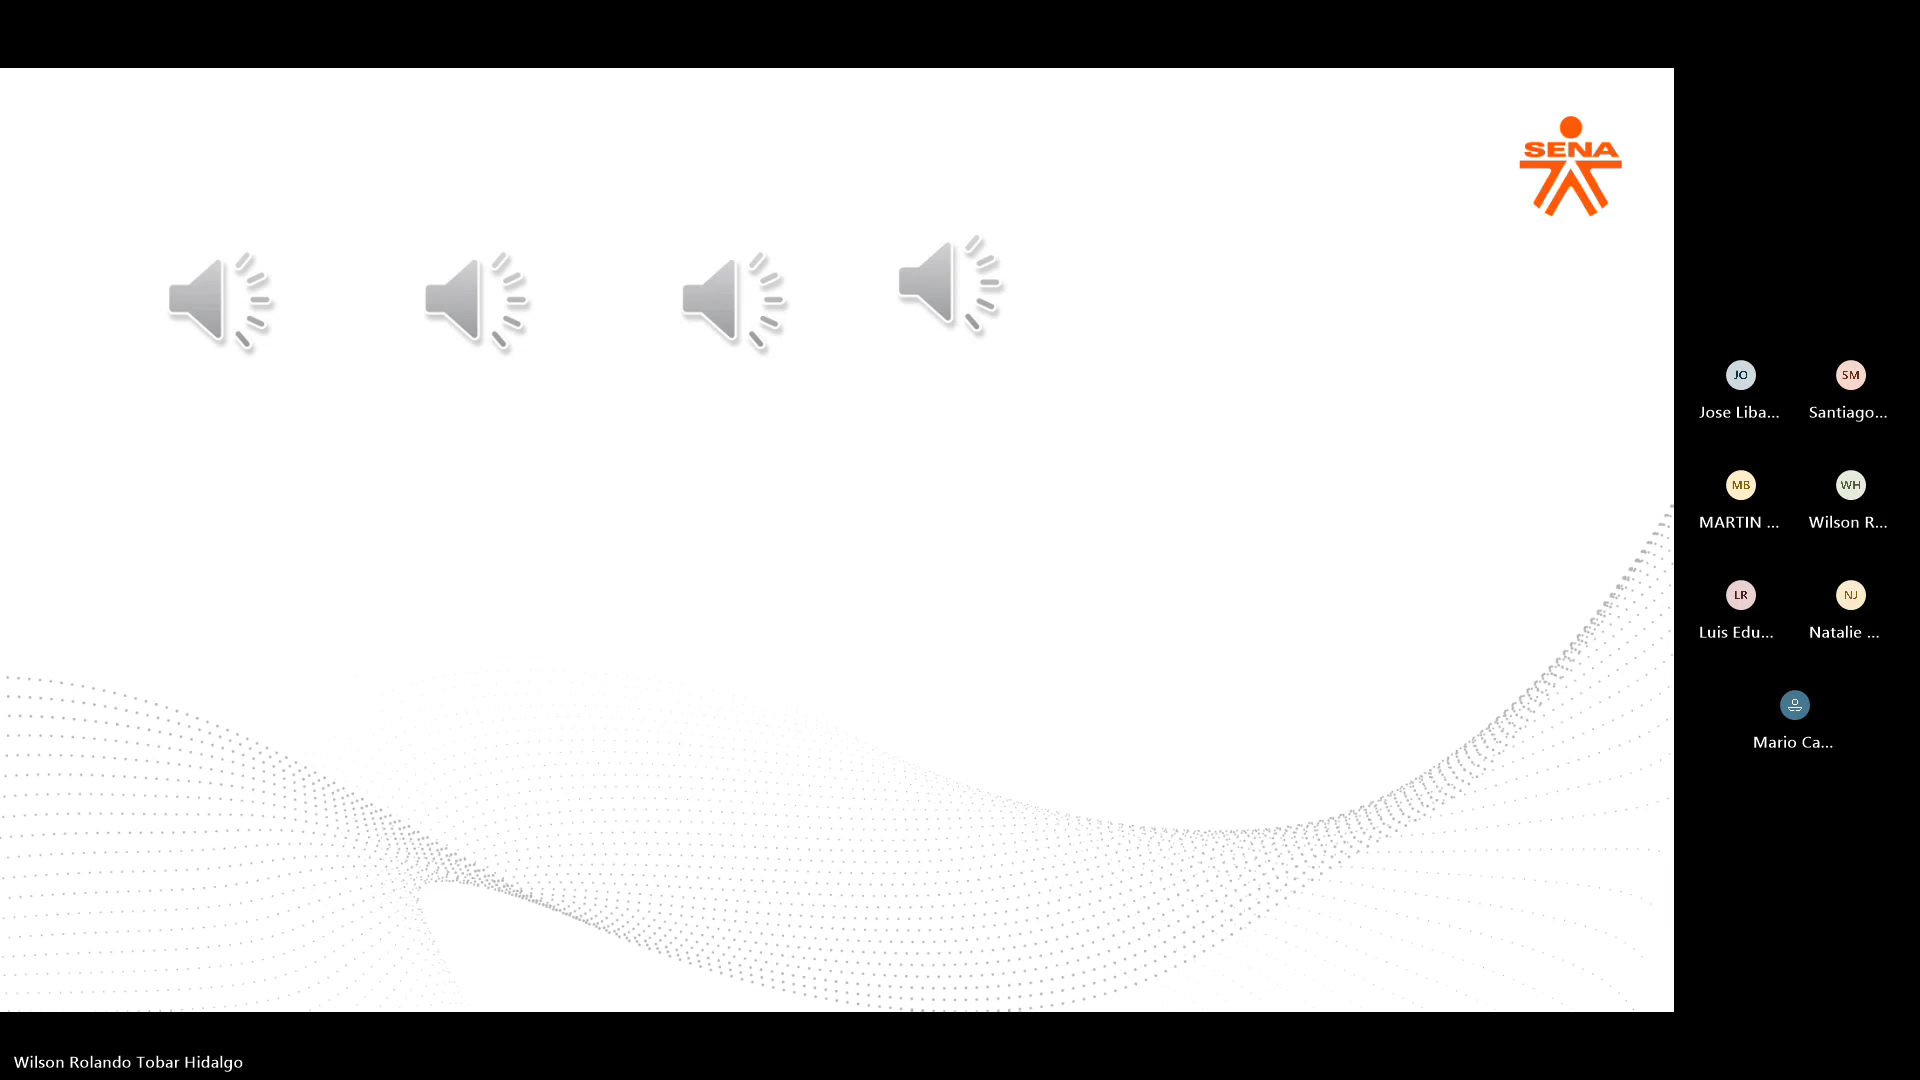 SENA
JO
SM
Jose Liba...
Santiago...
MB
WH
MARTIN ...
Wilson R...
LR
NJ
Luis Edu...
Natalie ...
Mario Ca...
Wilson Rolando Tobar Hidalgo